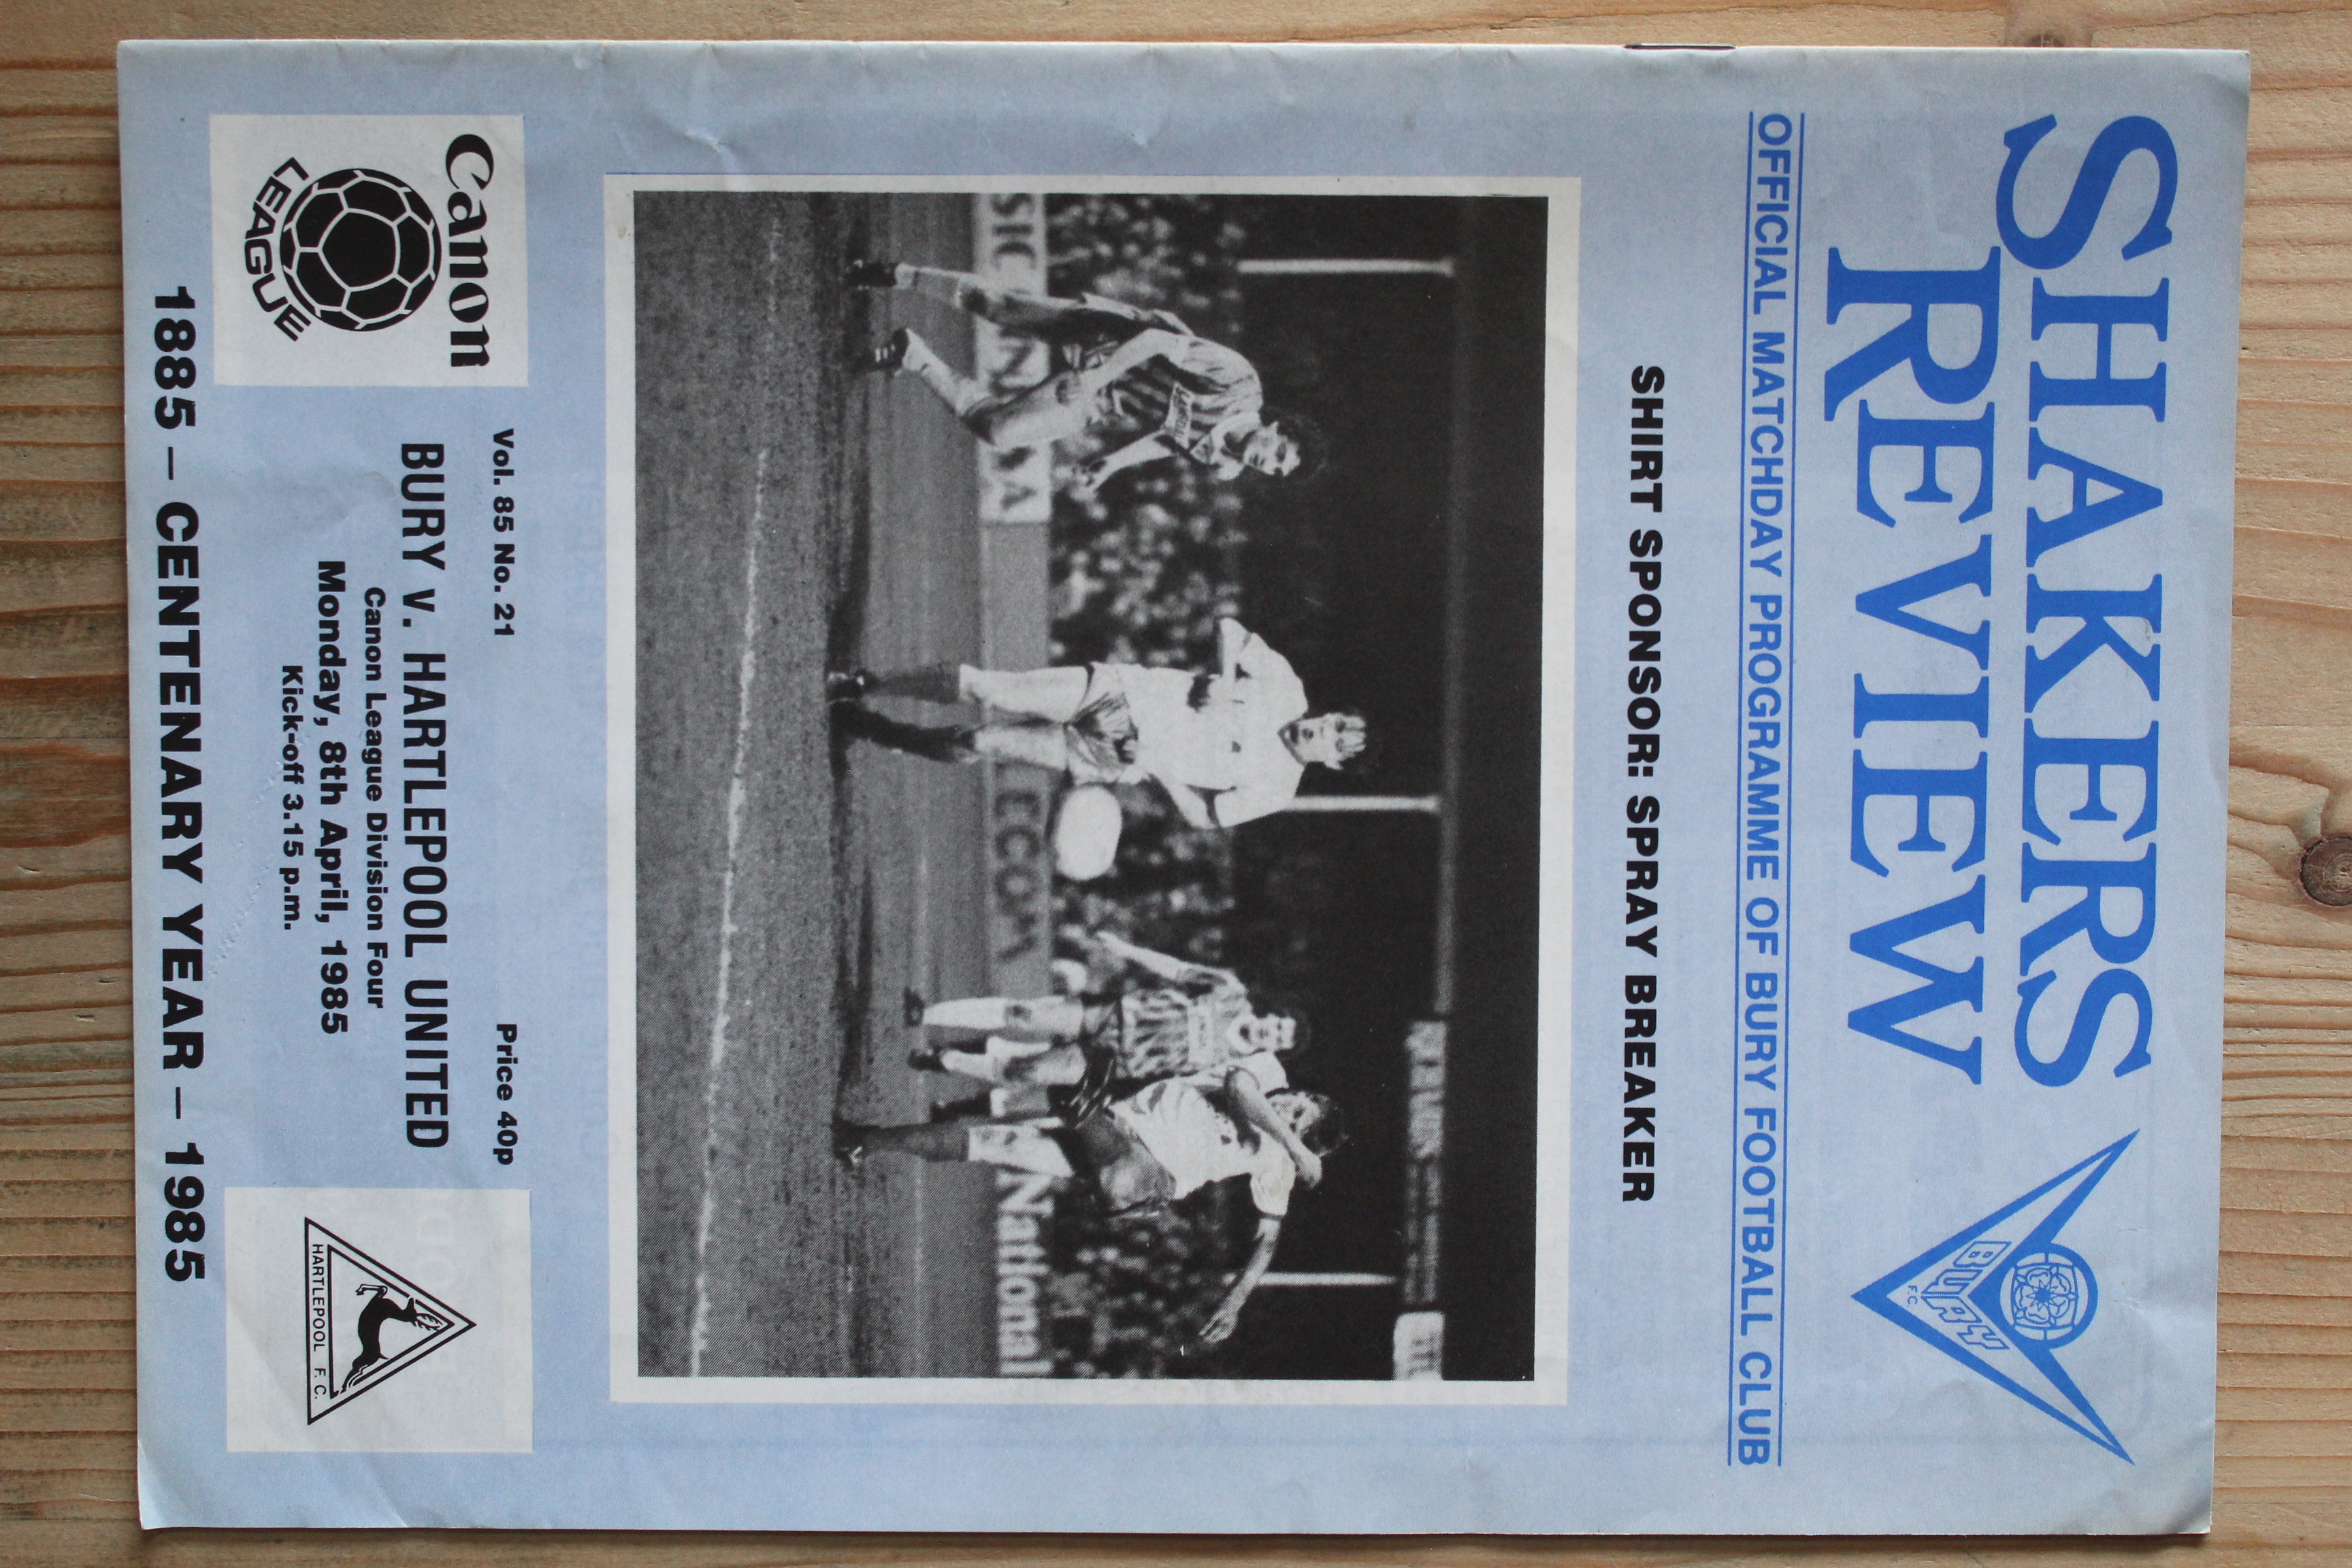 SHAKERS
REVIEW
BURY
F.C.
OFFICIAL MATCHDAY PROGRAMME OF BURY FOOTBALL CLUB
SHIRT SPONSOR: SPRAY BREAKER
SIC
National
Vol. 85 No. 21
Price 40p
Canon
LEAGUE
BURY v. HARTLEPOOL UNITED
Canon League Division Four
Monday, 8th April, 1985
Kick-off 3.15 p.m.
HARTLEPOOL F.C.
1885 – CENTENARY YEAR – 1985